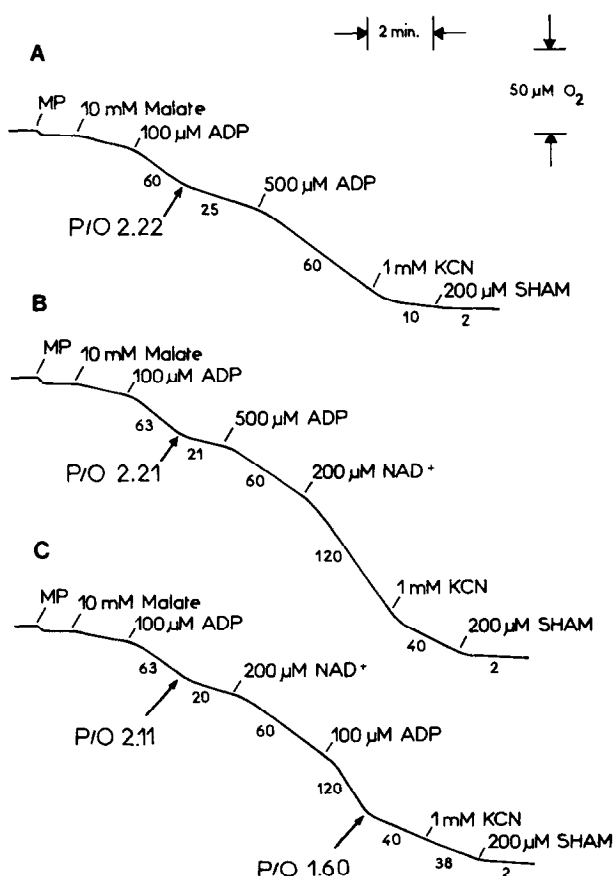 2 min.
50 μM O₂
A
MP
10 mM Malate
100 μM ADP
60
P/O 2.22
25
500 μM ADP
60
1 mM KCN
10
200 μM SHAM
2
B
MP
10 mM Malate
100 μM ADP
63
P/O 2.21
21
500 μM ADP
60
200 μM NAD⁺
120
1 mM KCN
40
200 μM SHAM
2
C
MP
10 mM Malate
100 μM ADP
63
P/O 2.11
20
200 μM NAD⁺
60
100 μM ADP
120
P/O 1.60
40
1 mM KCN
38
200 μM SHAM
2